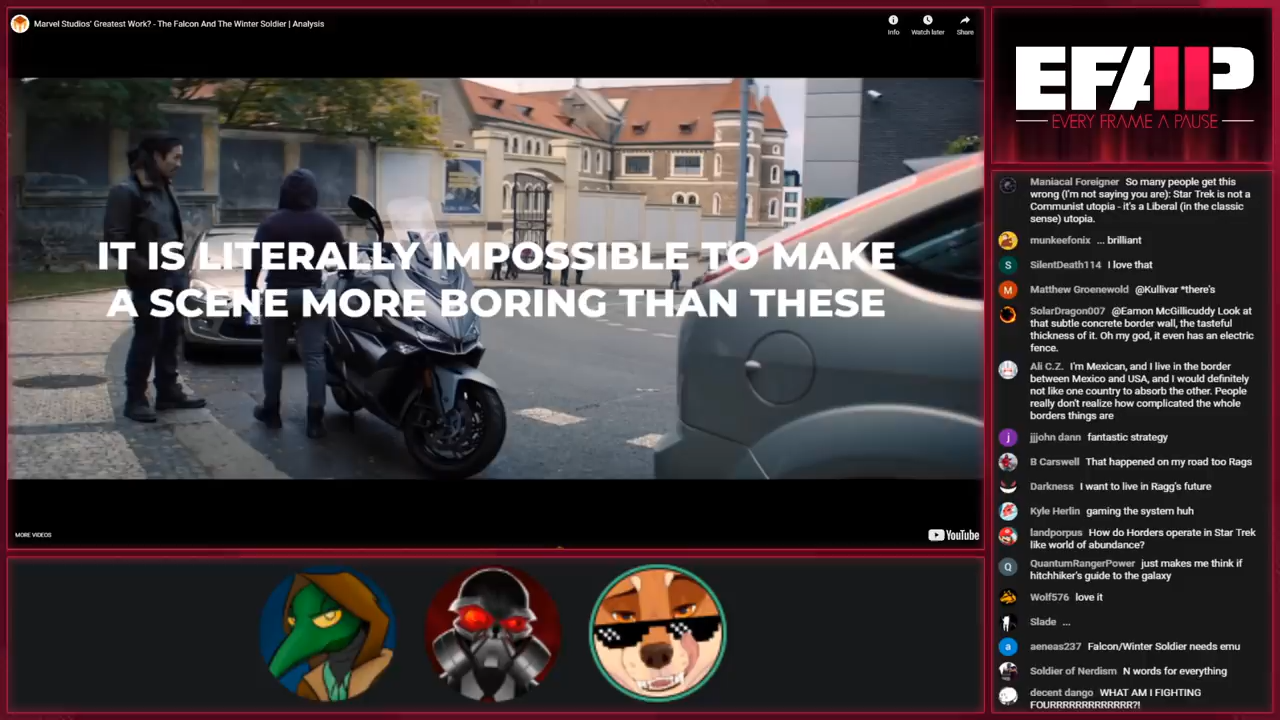 Marvel Studios' Greatest Work? - The Falcon And The Winter Soldier | Analysis
Info
Watch later
Share
IT IS LITERALLY IMPOSSIBLE TO MAKE
A SCENE MORE BORING THAN THESE
MORE VIDEOS
YouTube
EFAP
EVERY FRAME A PAUSE
Maniacal Foreigner So many people get this
wrong (I'm not saying you are): Star Trek is not a
Communist utopia - it's a Liberal (in the classic
sense) utopia.
munkeefonix ... brilliant
SilentDeath114 I love that
Matthew Groenewold @Kullivar *there's
SolarDragon007 @Eamon McGillicuddy Look at
that subtle concrete border wall, the tasteful
thickness of it. Oh my god, it even has an electric
fence.
Ali C.Z. I'm Mexican, and I live in the border
between Mexico and USA, and I would definitely
not like one country to absorb the other. People
really don't realize how complicated the whole
borders things are
jjjohn dann fantastic strategy
B Carswell That happened on my road too Rags
Darkness I want to live in Ragg's future
Kyle Herlin gaming the system huh
landporpus How do Horders operate in Star Trek
like world of abundance?
QuantumRangerPower just makes me think if
hitchhiker's guide to the galaxy
Wolf576 love it
Slade ...
aeneas237 Falcon/Winter Soldier needs emu
Soldier of Nerdism N words for everything
decent dango WHAT AM I FIGHTING
FOURRRRRRRRRRRRR?!